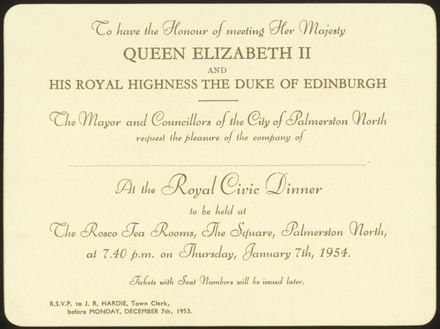 To have the Honour of meeting Her Majesty
QUEEN ELIZABETH II
AND
HIS ROYAL HIGHNESS THE DUKE OF EDINBURGH
The Mayor and Councillors of the City of Palmerston North
request the pleasure of the company of
At the Royal Civic Dinner
to be held at
The Rosco Tea Rooms, The Square, Palmerston North,
at 7.40 p.m. on Thursday, January 7th, 1954.
Tickets with Seat Numbers will be issued later.
R.S.V.P. to J. R. HARDIE, Town Clerk,
before MONDAY, DECEMBER 7th, 1953.